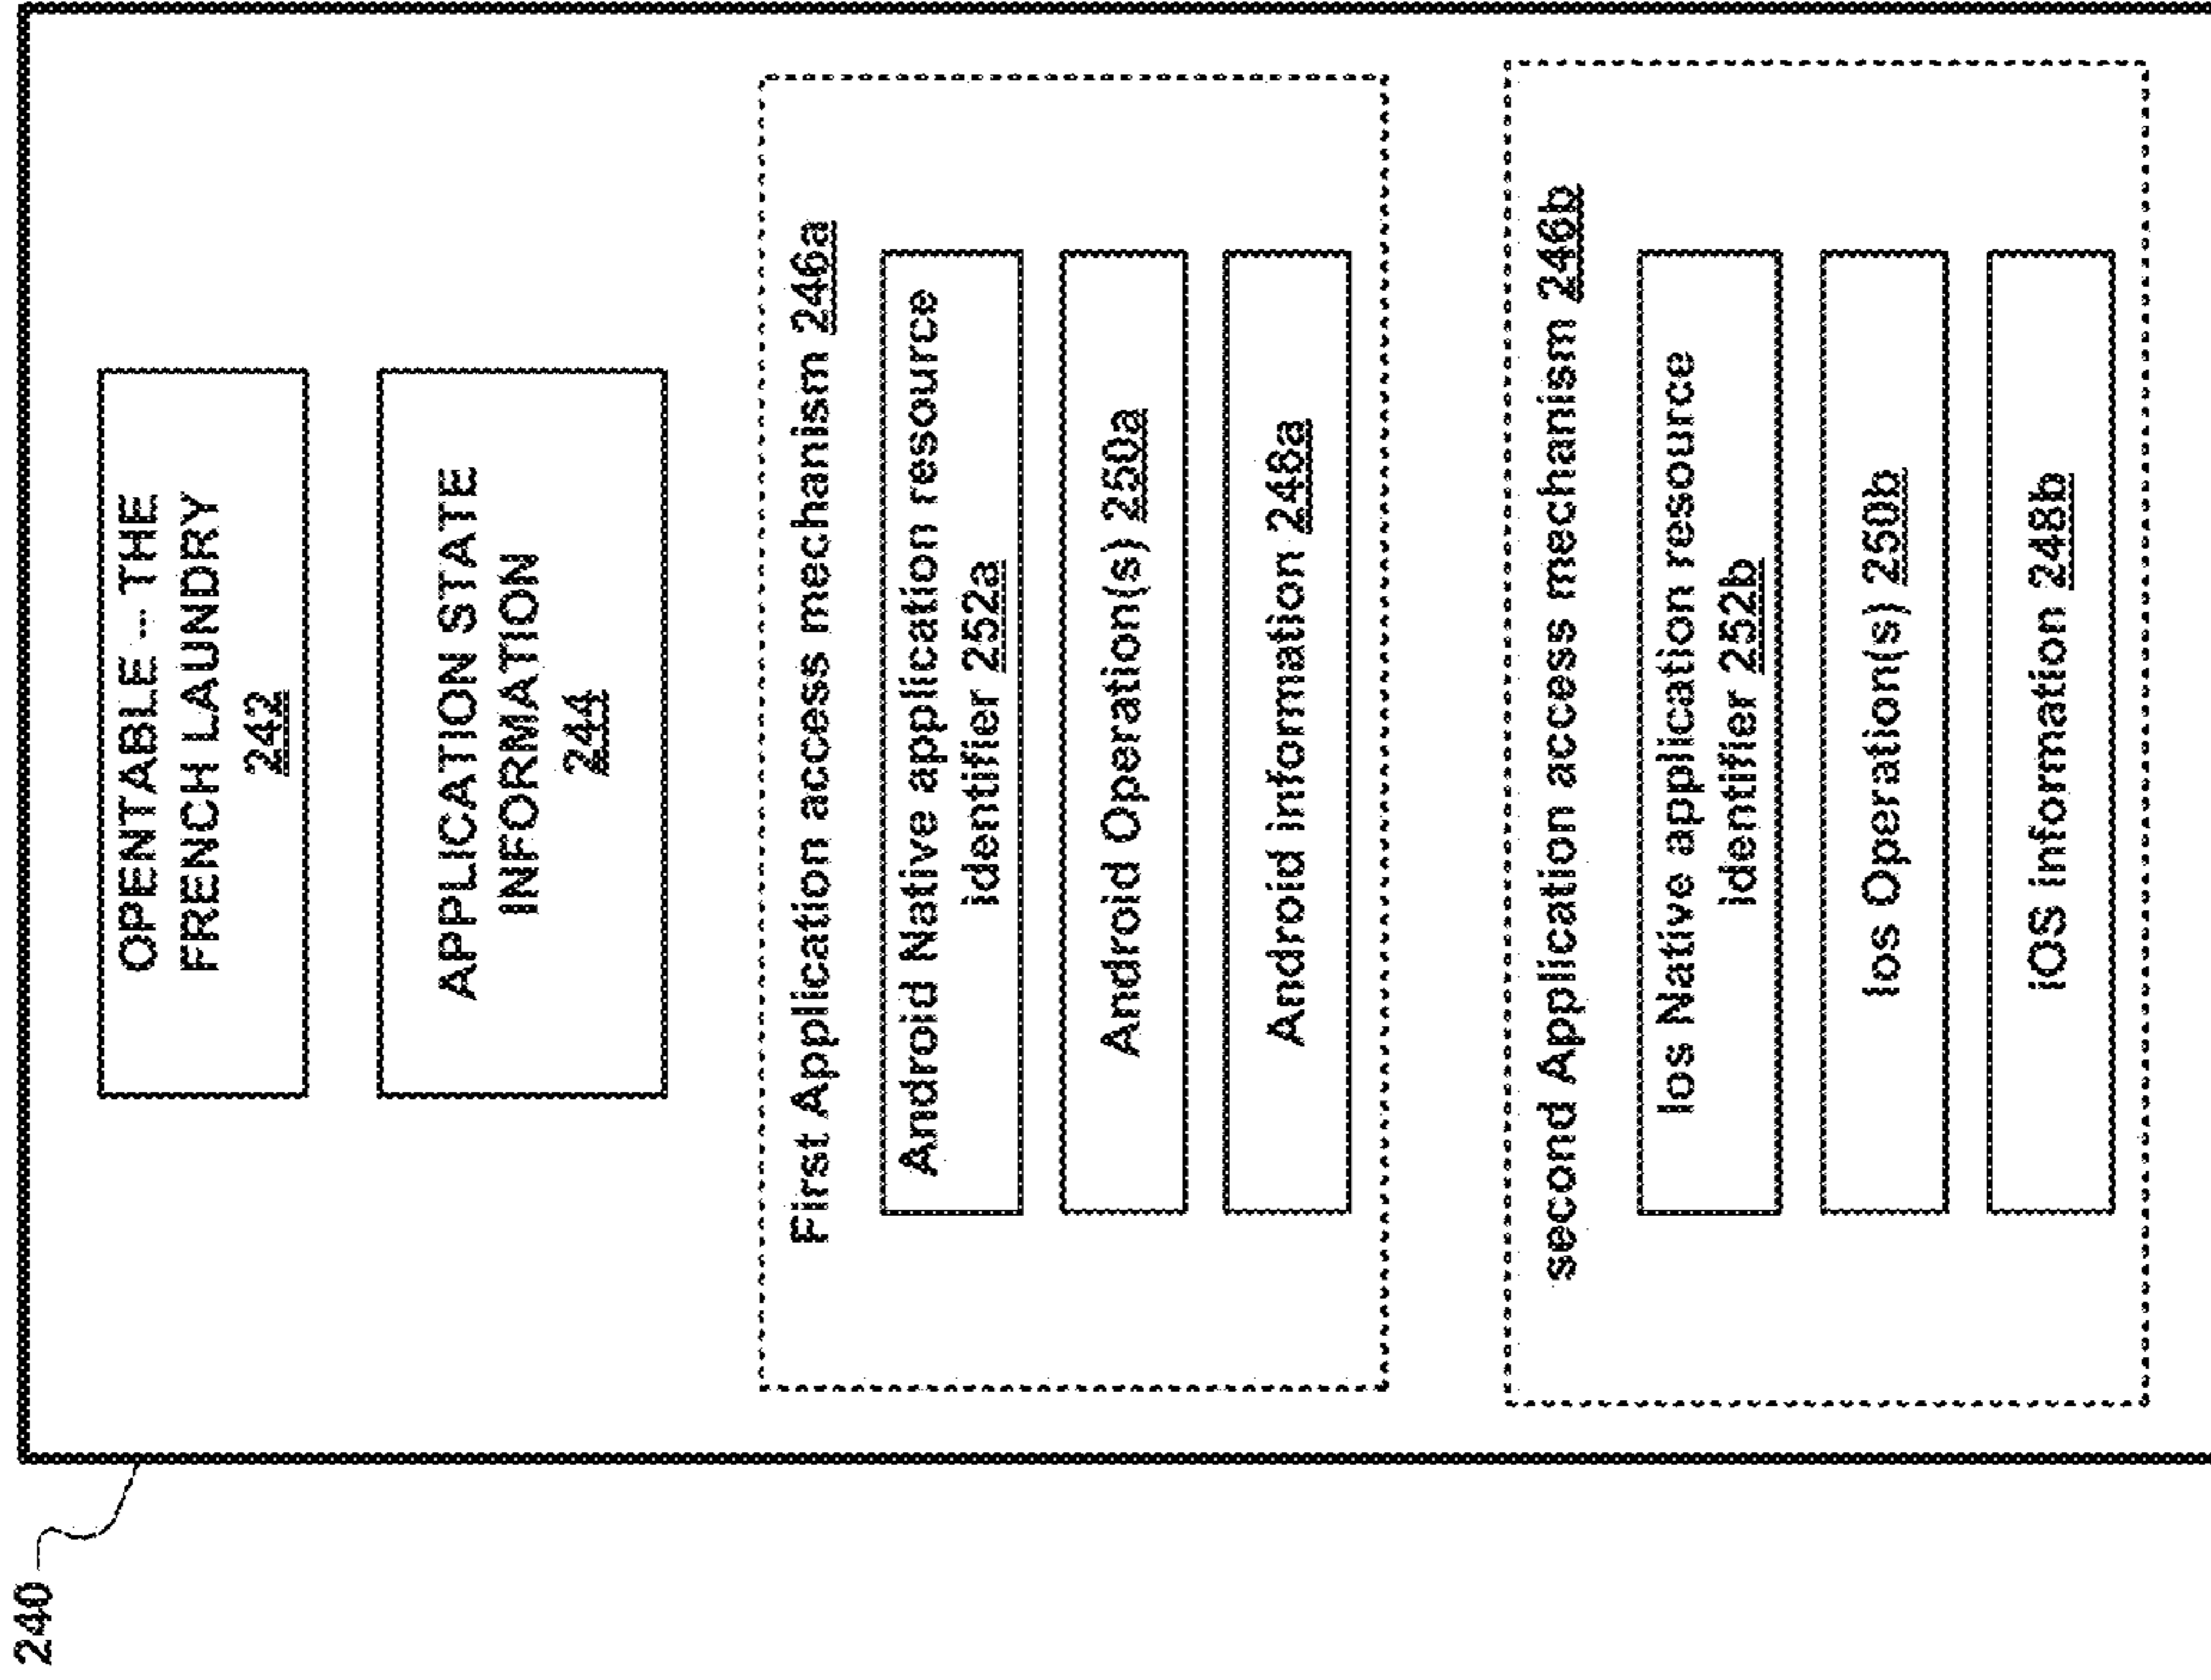 240
OPENTABLE -- THE
FRENCH LAUNDRY
242
APPLICATION STATE
INFORMATION
244
First Application access mechanism 246a
Android Native application resource
identifier 252a
Android Operation(s) 250a
Android information 248a
second Application access mechanism 246b
Ios Native application resource
identifier 252b
Ios Operation(s) 250b
iOS information 248b